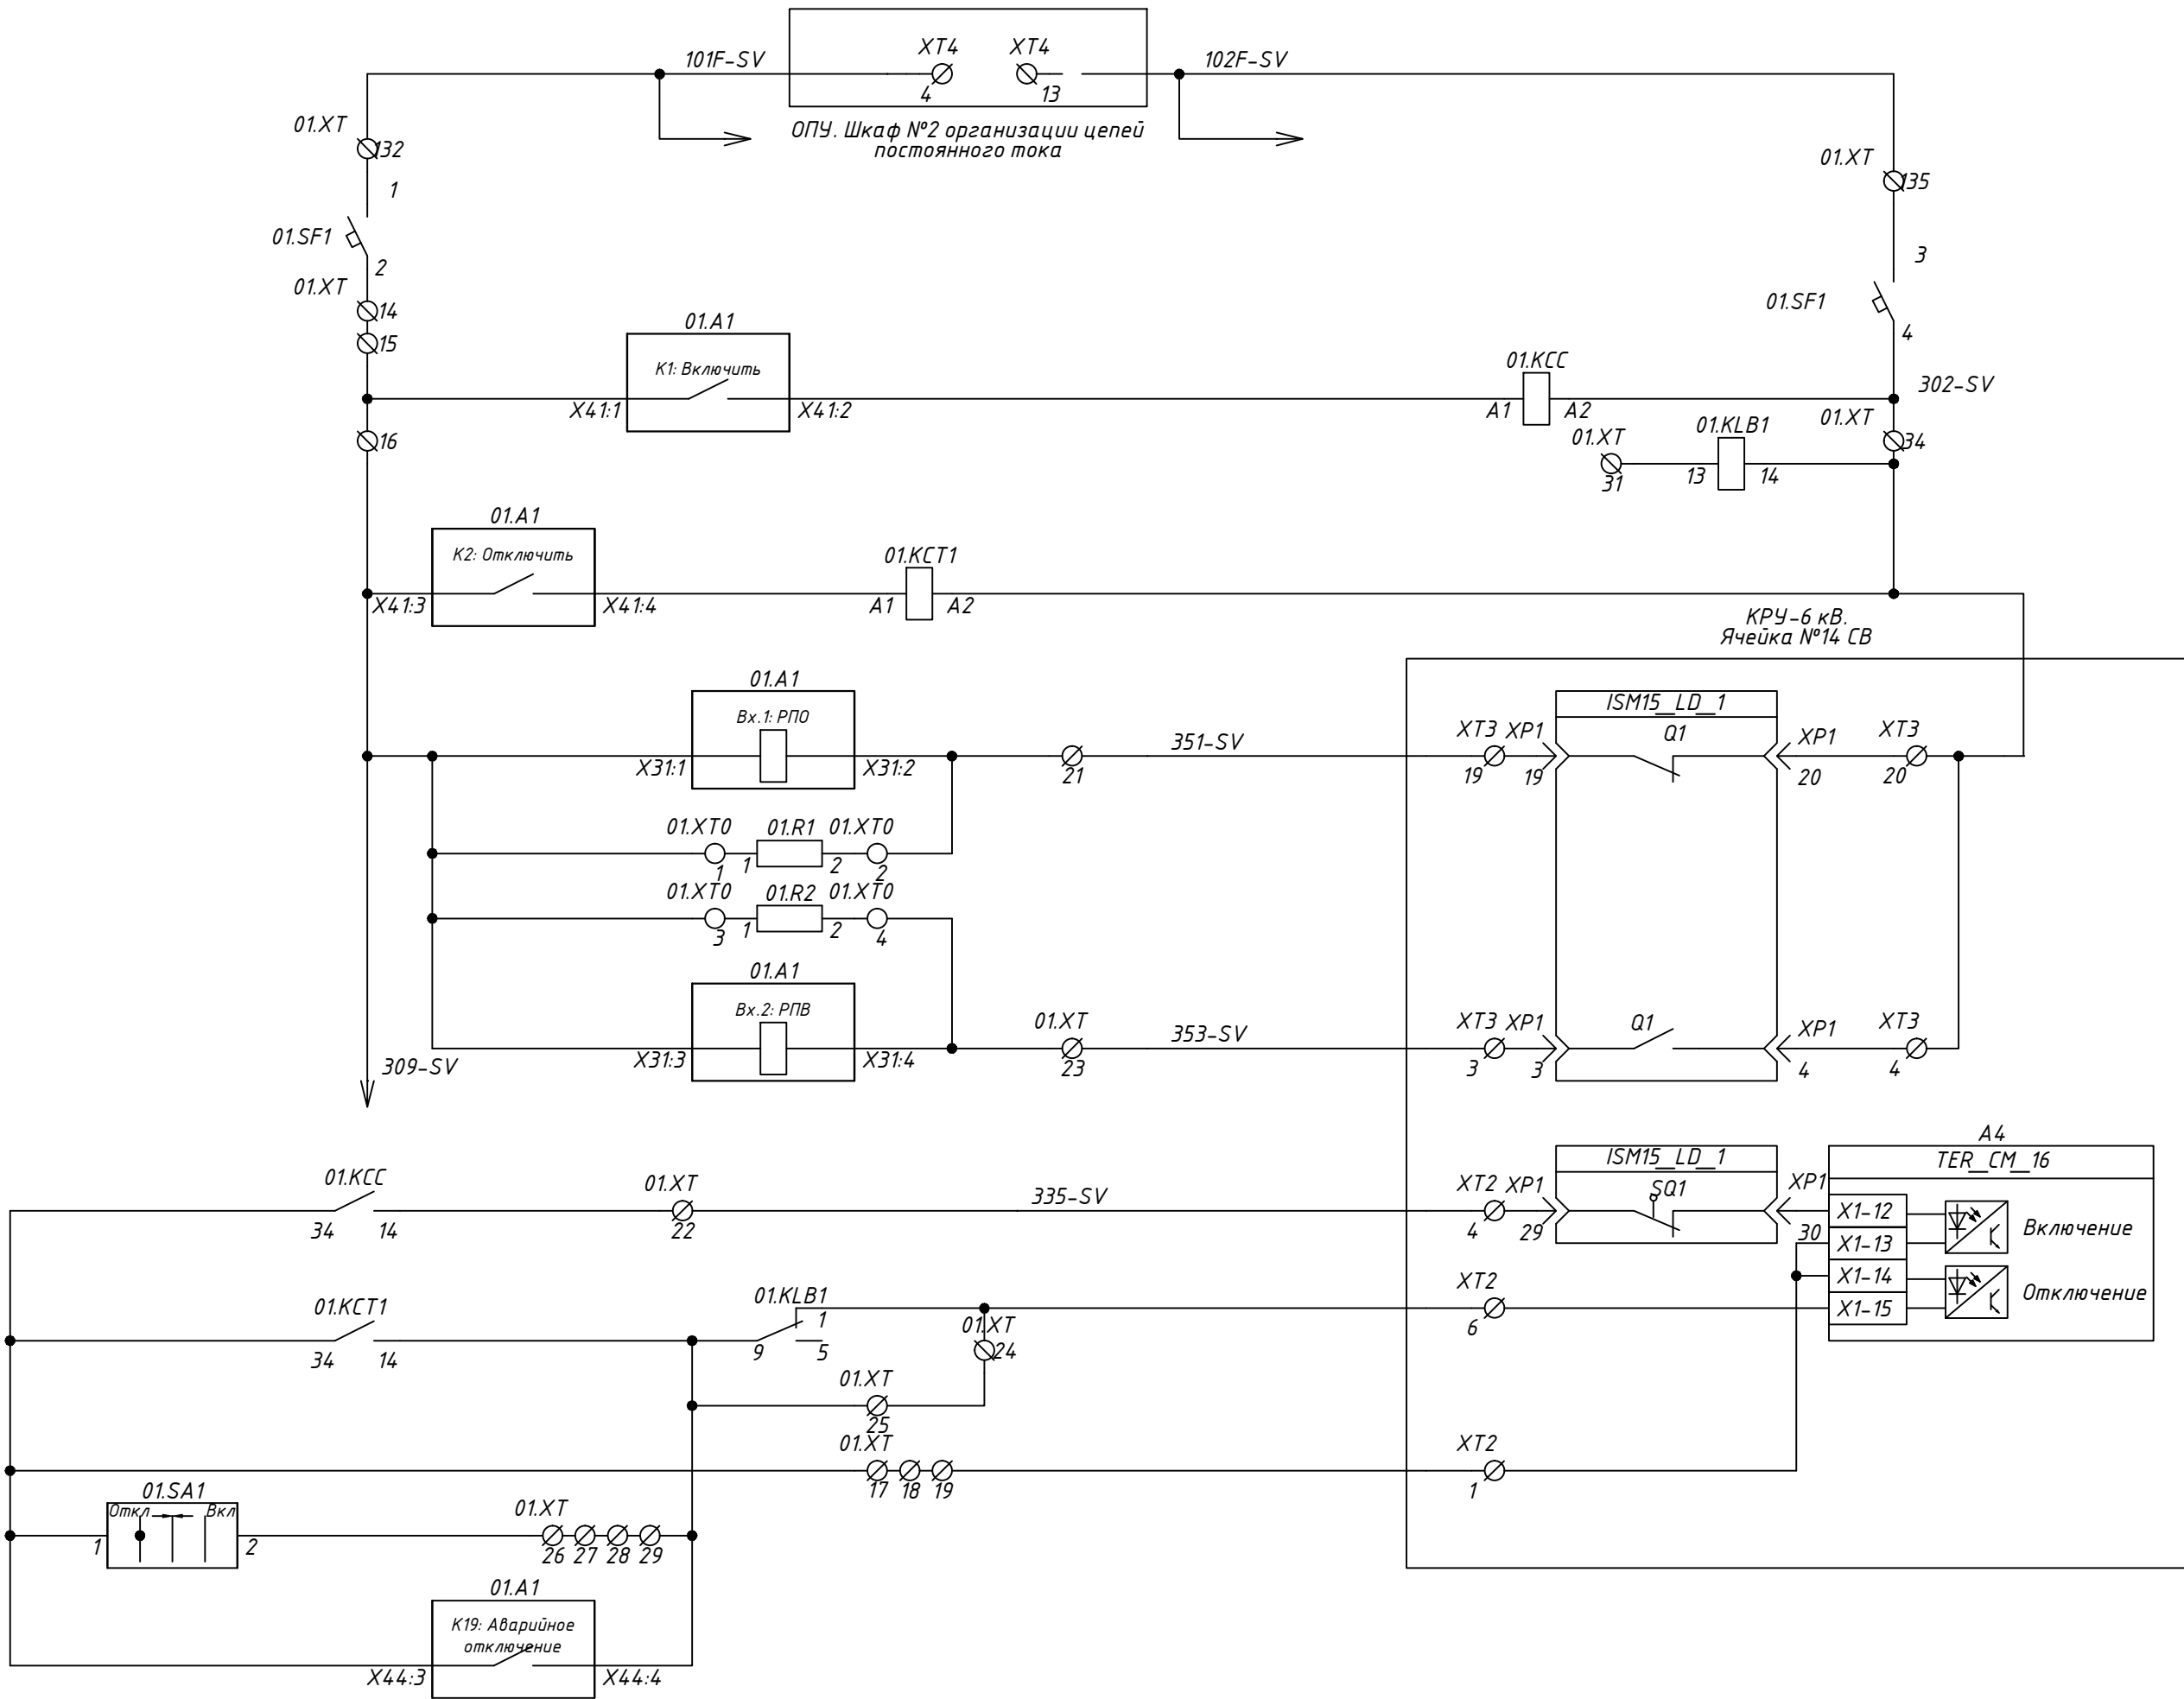 101F-SV
XT4
XT4
102F-SV
4
13
ОПУ. Шкаф №2 организации цепей
постоянного тока
01.XT
132
1
01.SF1
2
01.XT
14
15
16
01.XT
135
3
01.SF1
4
302-SV
01.A1
К1: Включить
X41:1
X41:2
01.KCC
A1
A2
01.XT
34
01.XT
31
01.KLB1
13
14
01.A1
К2: Отключить
X41:3
X41:4
01.KCT1
A1
A2
КРУ-6 кВ.
Ячейка №14 СВ
01.A1
Вх.1: РПО
X31:1
X31:2
21
351-SV
XT3
XP1
19
19
ISM15_LD_1
Q1
XP1
XT3
20
20
01.XT0
01.R1
01.XT0
1
1
2
2
01.XT0
01.R2
01.XT0
3
1
2
4
01.A1
Вх.2: РПВ
X31:3
X31:4
01.XT
23
353-SV
XT3
XP1
3
3
Q1
XP1
XT3
4
4
309-SV
01.KCC
34
14
01.XT
22
335-SV
XT2
XP1
4
29
ISM15_LD_1
SQ1
XP1
30
A4
TER_CM_16
X1-12
X1-13
X1-14
X1-15
Включение
Отключение
01.KCT1
34
14
01.KLB1
1
9
5
01.XT
24
XT2
6
01.XT
25
01.XT
17
18
19
XT2
1
01.SA1
Откл
Вкл
1
2
01.XT
26
27
28
29
01.A1
К19: Аварийное
отключение
X44:3
X44:4